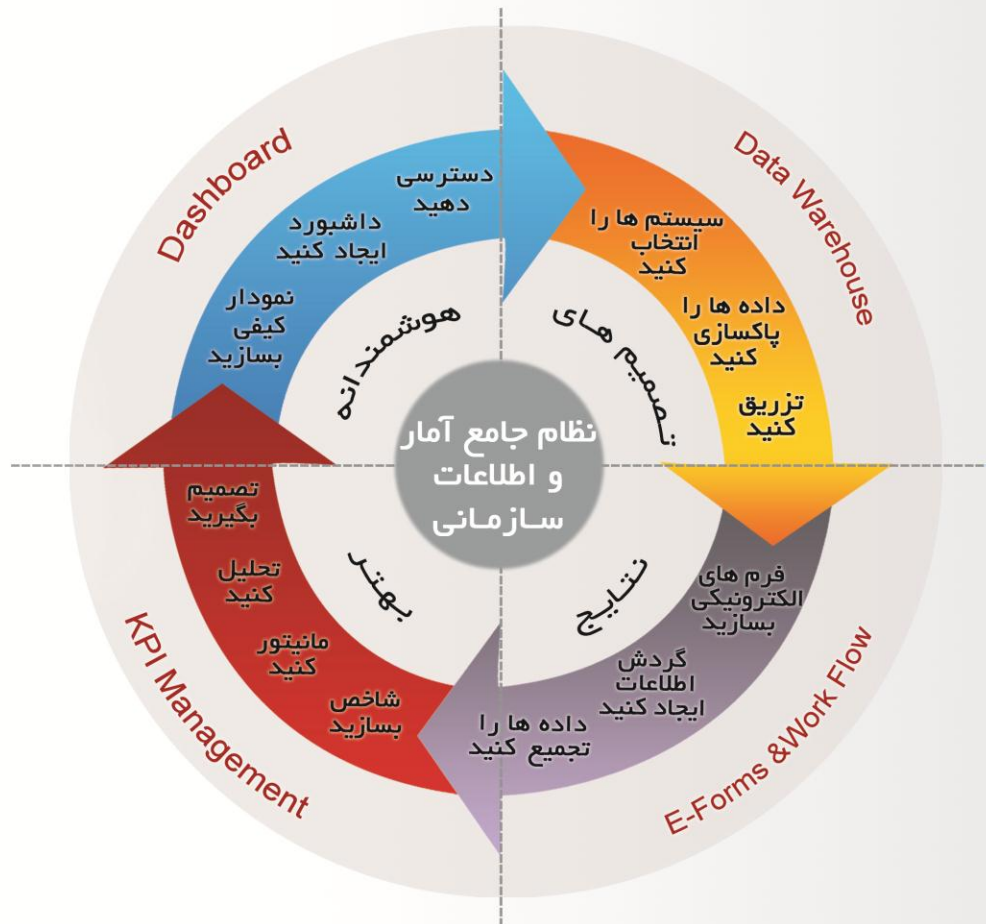 Dashboard
Data Warehouse
E-Forms &Work Flow
KPI Management
دسترسی
دهید
داشبورد
ایجاد کنید
نمودار
کیفی
بسازید
سیستم ها را
انتخاب
کنید
داده ها را
پاکسازی
کنید
تزریق
کنید
فرم های
الکترونیکی
بسازید
گردش
اطلاعات
ایجاد کنید
داده ها را
تجمیع کنید
شاخص
بسازید
مانیتور
کنید
تحلیل
کنید
تصمیم
بگیرید
تصمیم های
هوشمندانه
نتایج
بهتر
نظام جامع آمار
و اطلاعات
سازمانی